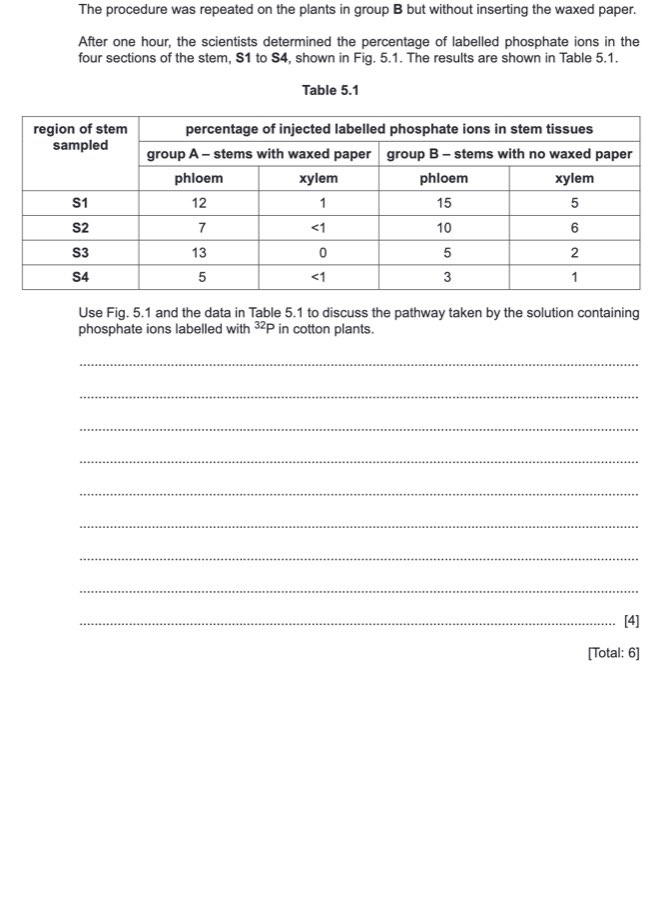 The procedure was repeated on the plants in group B but without inserting the waxed paper.
After one hour, the scientists determined the percentage of labelled phosphate ions in the
four sections of the stem, S1 to S4, shown in Fig. 5.1. The results are shown in Table 5.1.
Table 5.1
region of stem sampled
percentage of injected labelled phosphate ions in stem tissues
group A – stems with waxed paper group B – stems with no waxed paper
phloem xylem phloem xylem
S1 12 1 15 5
S2 7 <1 10 6
S3 13 0 5 2
S4 5 <1 3 1
Use Fig. 5.1 and the data in Table 5.1 to discuss the pathway taken by the solution containing
phosphate ions labelled with ³²P in cotton plants.
[4]
[Total: 6]